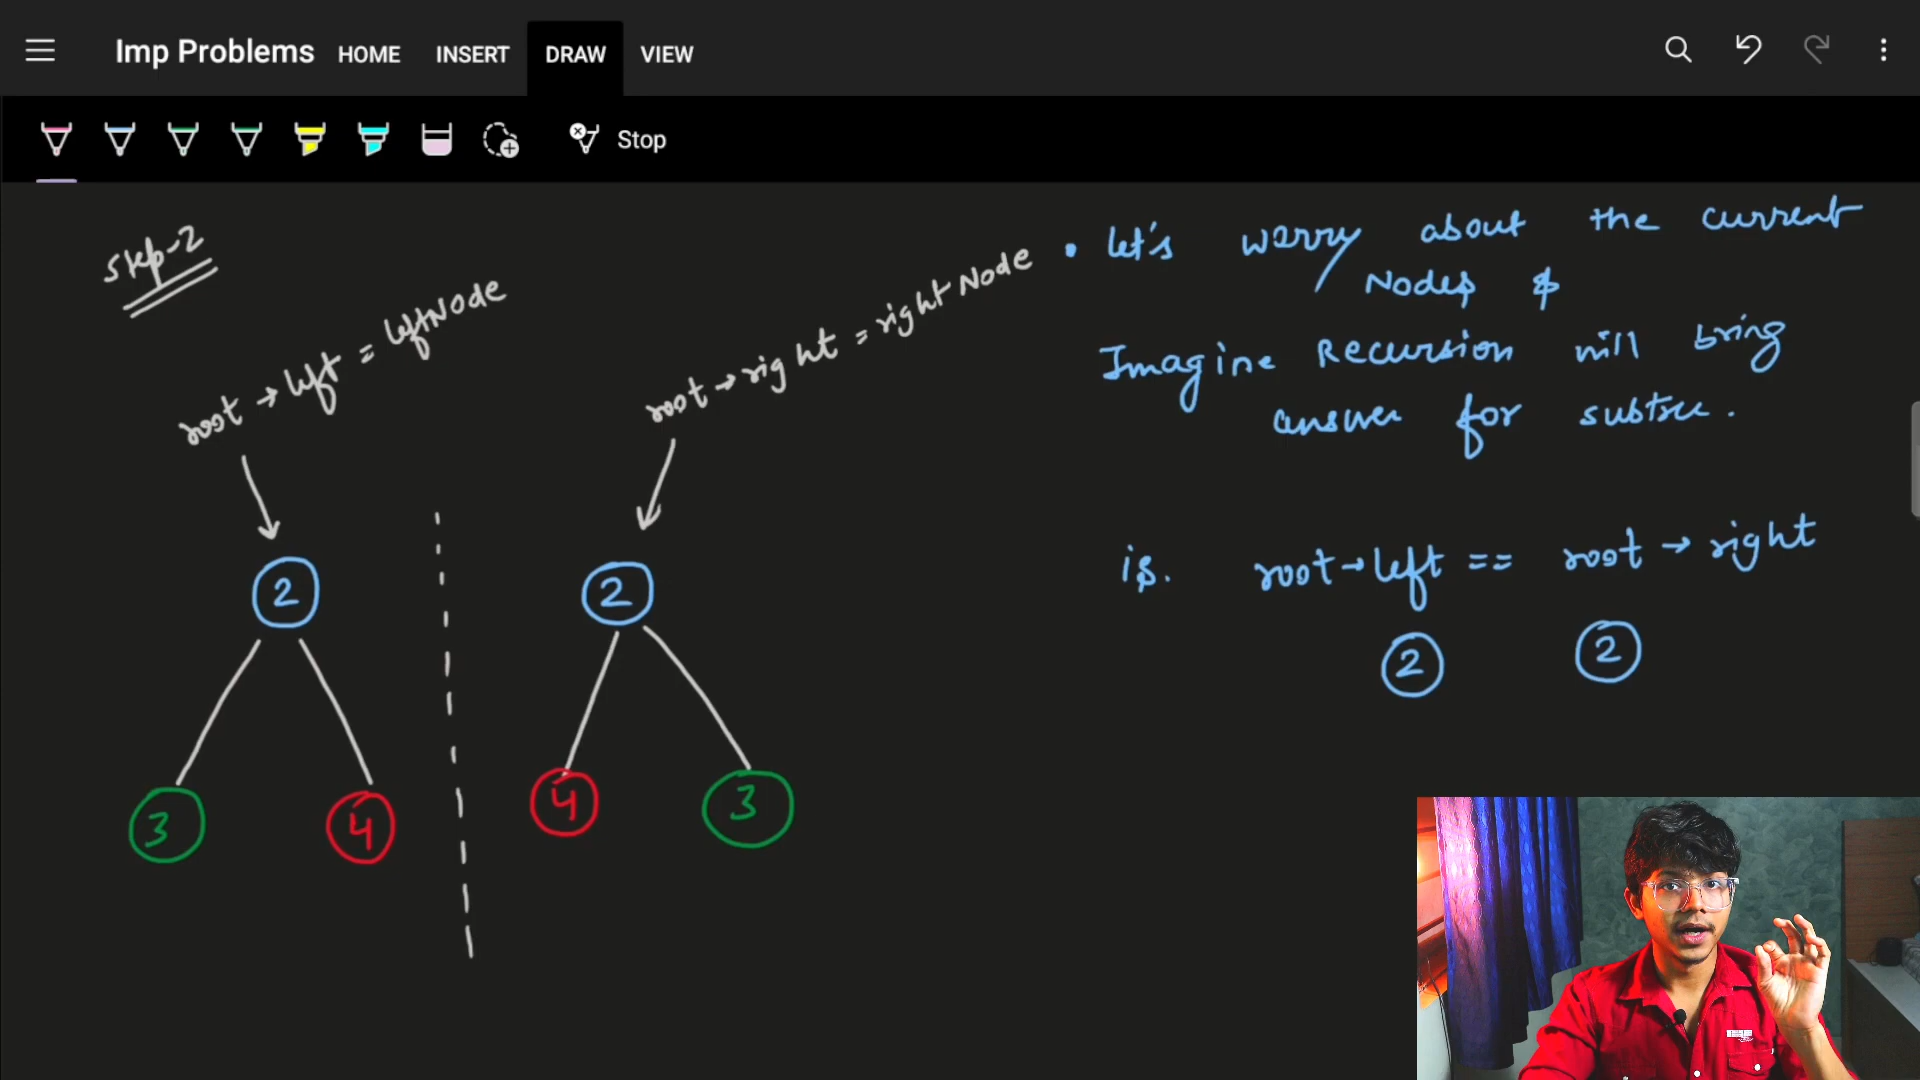 Imp Problems HOME INSERT DRAW VIEW
Stop
Step-2
root → left = leftNode
root → right = rightNode
• let's worry about the current
Nodes &
Imagine Recursion will bring
answer for subtree.
2
2
3
4
4
3
is. root → left == root → right
2 2